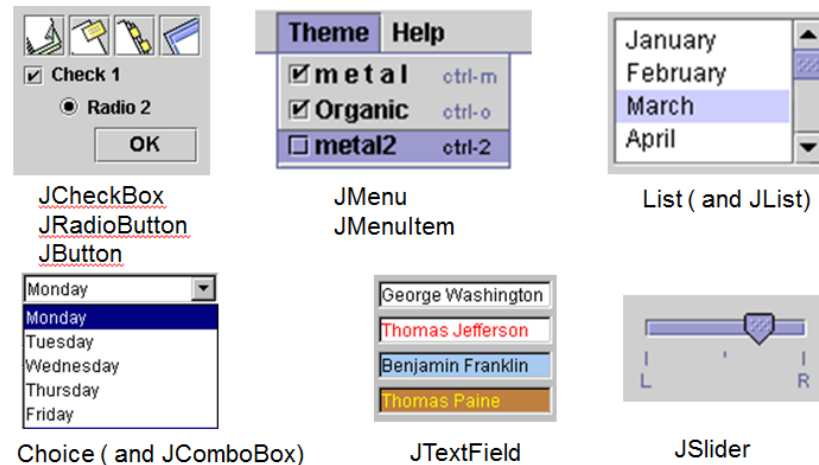 Check 1
Radio 2
OK
JCheckBox
JRadioButton
JButton
Theme Help
metal ctrl-m
Organic ctrl-o
metal2 ctrl-2
JMenu
JMenuItem
January
February
March
April
List ( and JList)
Monday
Monday
Tuesday
Wednesday
Thursday
Friday
Choice ( and JComboBox)
George Washington
Thomas Jefferson
Benjamin Franklin
Thomas Paine
JTextField
L R
JSlider